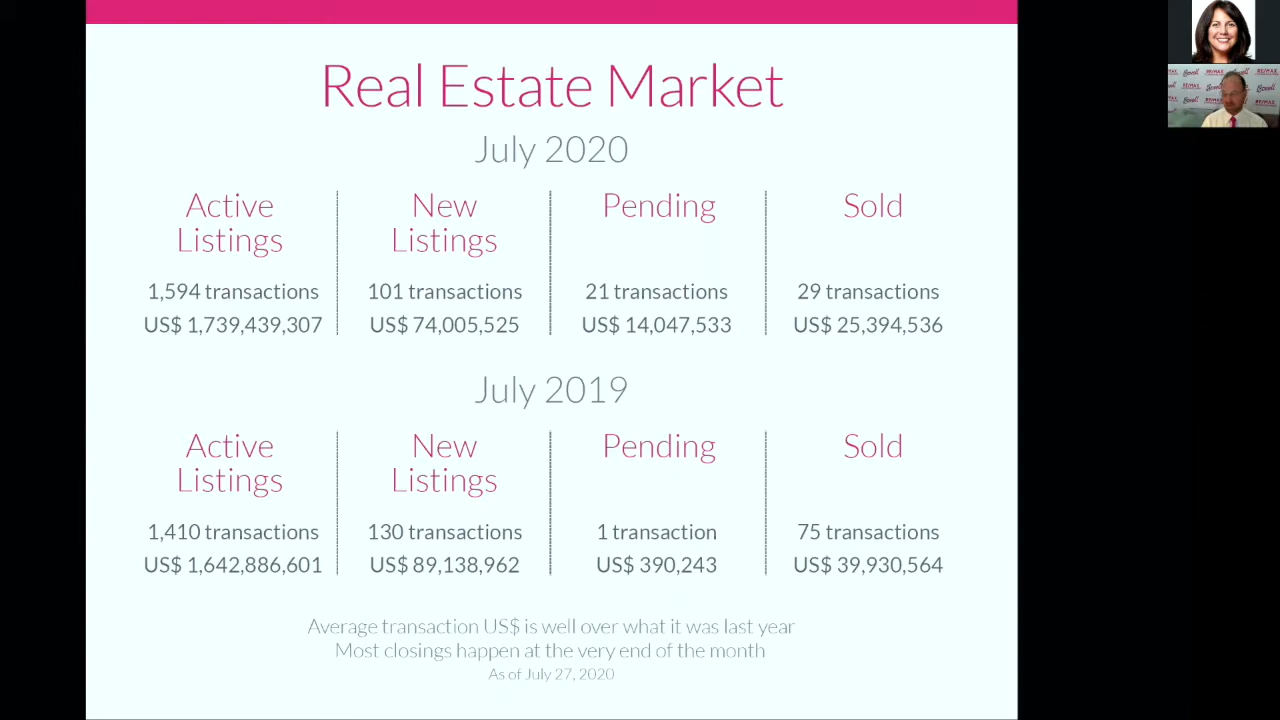 Real Estate Market
July 2020
Active Listings
New Listings
Pending
Sold
1,594 transactions
US$ 1,739,439,307
101 transactions
US$ 74,005,525
21 transactions
US$ 14,047,533
29 transactions
US$ 25,394,536
July 2019
Active Listings
New Listings
Pending
Sold
1,410 transactions
US$ 1,642,886,601
130 transactions
US$ 89,138,962
1 transaction
US$ 390,243
75 transactions
US$ 39,930,564
Average transaction US$ is well over what it was last year
Most closings happen at the very end of the month
As of July 27, 2020
RE/MAX